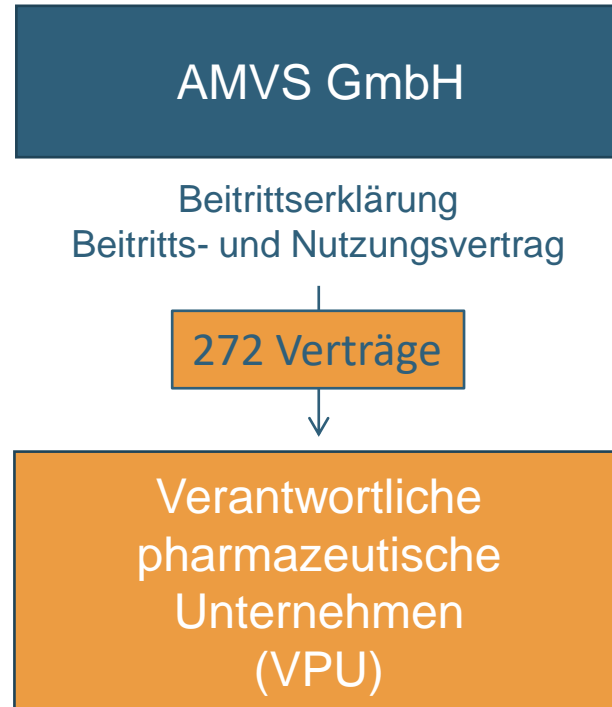 AMVS GmbH
Beitrittserklärung
Beitritts- und Nutzungsvertrag
272 Verträge
Verantwortliche
pharmazeutische
Unternehmen
(VPU)